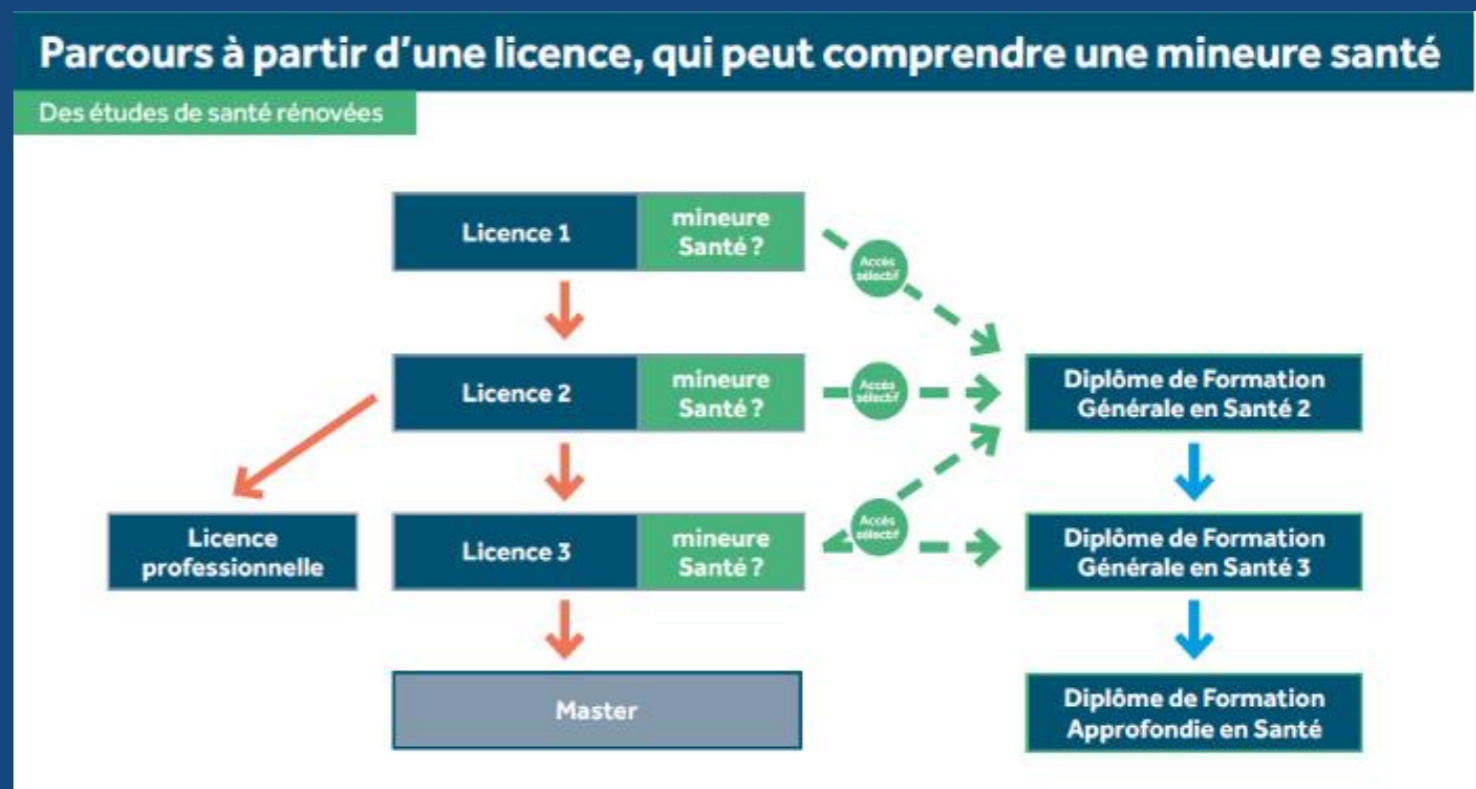 Parcours à partir d'une licence, qui peut comprendre une mineure santé
Des études de santé rénovées
Licence 1
mineure
Santé ?
Accès
sélectif
Licence 2
mineure
Santé ?
Accès
sélectif
Diplôme de Formation
Générale en Santé 2
Licence
professionnelle
Licence 3
mineure
Santé ?
Accès
sélectif
Diplôme de Formation
Générale en Santé 3
Master
Diplôme de Formation
Approfondie en Santé